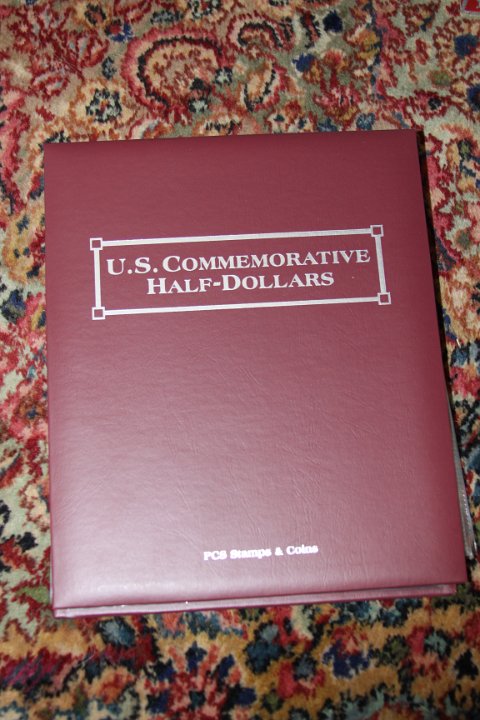 U.S. COMMEMORATIVE
HALF-DOLLARS
PCS Stamps & Coins